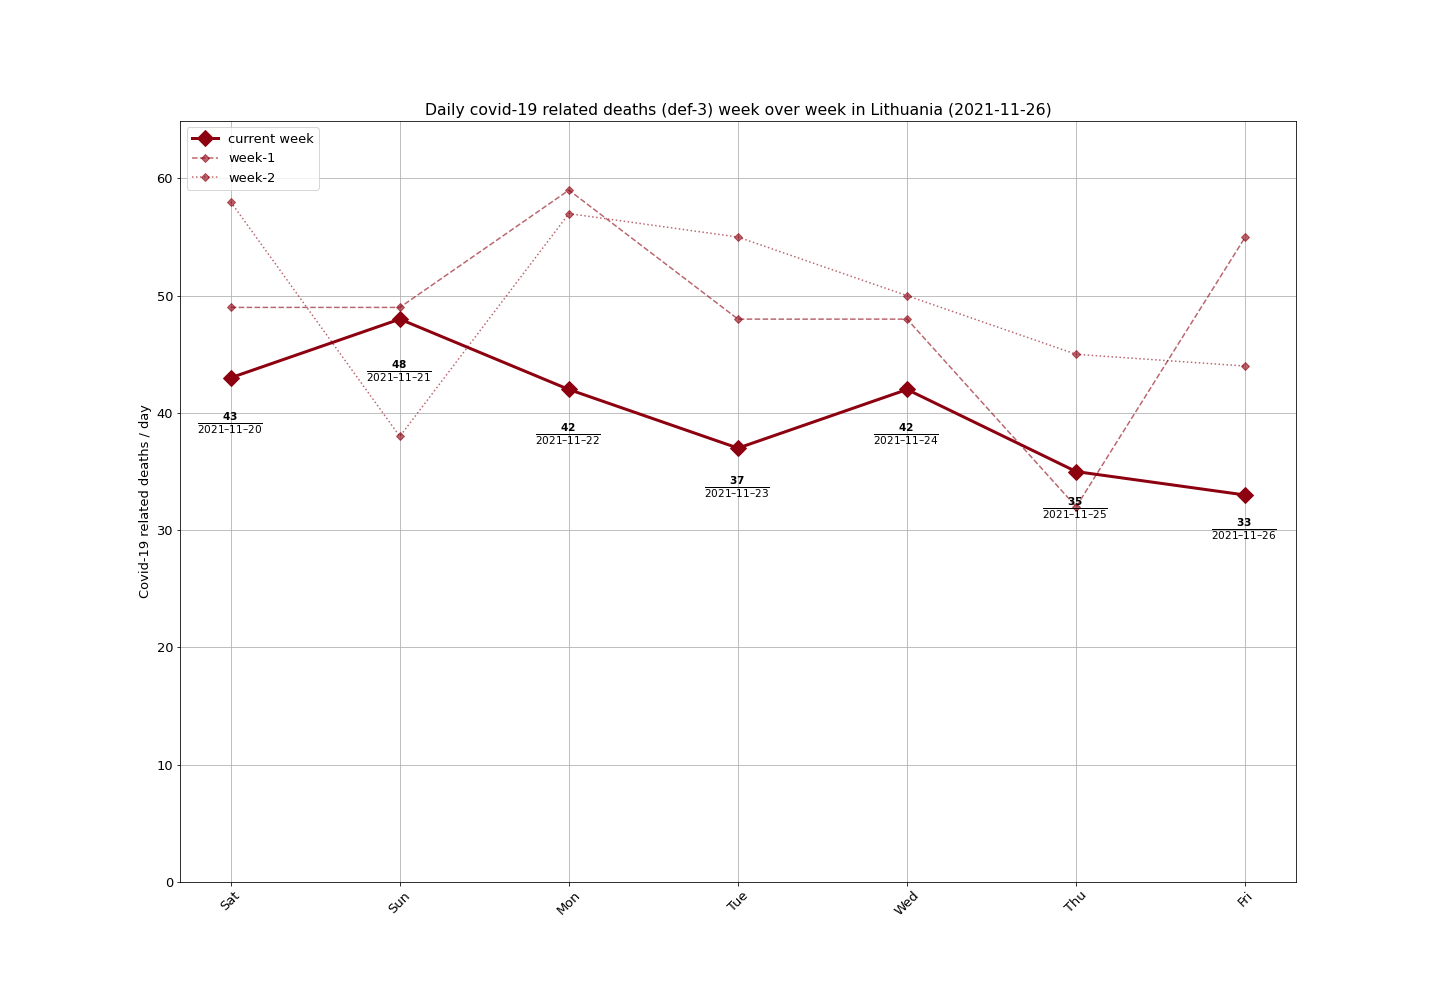 Daily covid-19 related deaths (def-3) week over week in Lithuania (2021-11-26)
current week
week-1
week-2
Covid-19 related deaths / day
60
50
40
30
20
10
0
43
2021–11–20
48
2021–11–21
42
2021–11–22
37
2021–11–23
42
2021–11–24
35
2021–11–25
33
2021–11–26
Sat
Sun
Mon
Tue
Wed
Thu
Fri